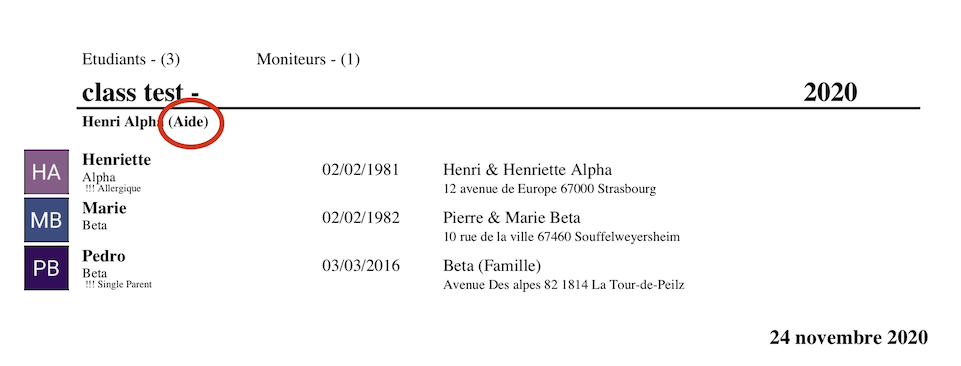 Etudiants - (3) Moniteurs - (1)
class test - 2020
Henri Alpha (Aide)
HA Henriette
Alpha 02/02/1981 Henri & Henriette Alpha
!!! Allergique 12 avenue de Europe 67000 Strasbourg
MB Marie
Beta 02/02/1982 Pierre & Marie Beta
10 rue de la ville 67460 Souffelweyersheim
PB Pedro
Beta 03/03/2016 Beta (Famille)
!!! Single Parent Avenue Des alpes 82 1814 La Tour-de-Peilz
24 novembre 2020